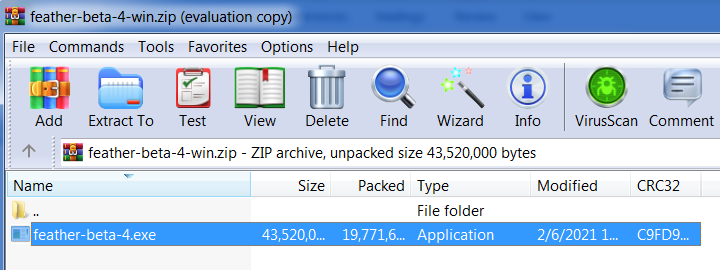 feather-beta-4-win.zip (evaluation copy)
File Commands Tools Favorites Options Help
Add Extract To Test View Delete Find Wizard Info VirusScan Comment
feather-beta-4-win.zip - ZIP archive, unpacked size 43,520,000 bytes
Name Size Packed Type Modified CRC32
.. File folder
feather-beta-4.exe 43,520,0... 19,771,6... Application 2/6/2021 1... C9FD9...